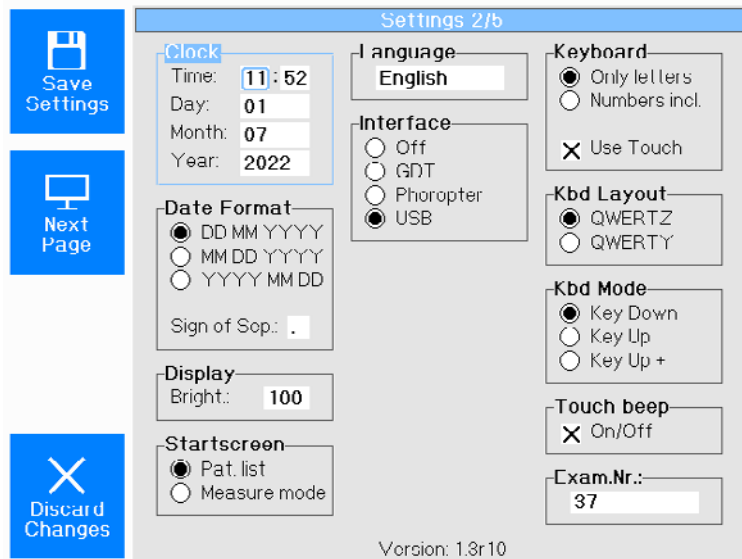 Settings 2/5
Save
Settings
Next
Page
Discard
Changes
Clock
Time: 11 : 52
Day: 01
Month: 07
Year: 2022
Date Format
DD MM YYYY
MM DD YYYY
YYYY MM DD
Sign of Sep.: .
Display
Bright.: 100
Startscreen
Pat. list
Measure mode
Language
English
Interface
Off
GDT
Phoropter
USB
Keyboard
Only letters
Numbers incl.
Use Touch
Kbd Layout
QWERTZ
QWERTY
Kbd Mode
Key Down
Key Up
Key Up +
Touch beep
On/Off
Exam.Nr.:
37
Version: 1.3r10